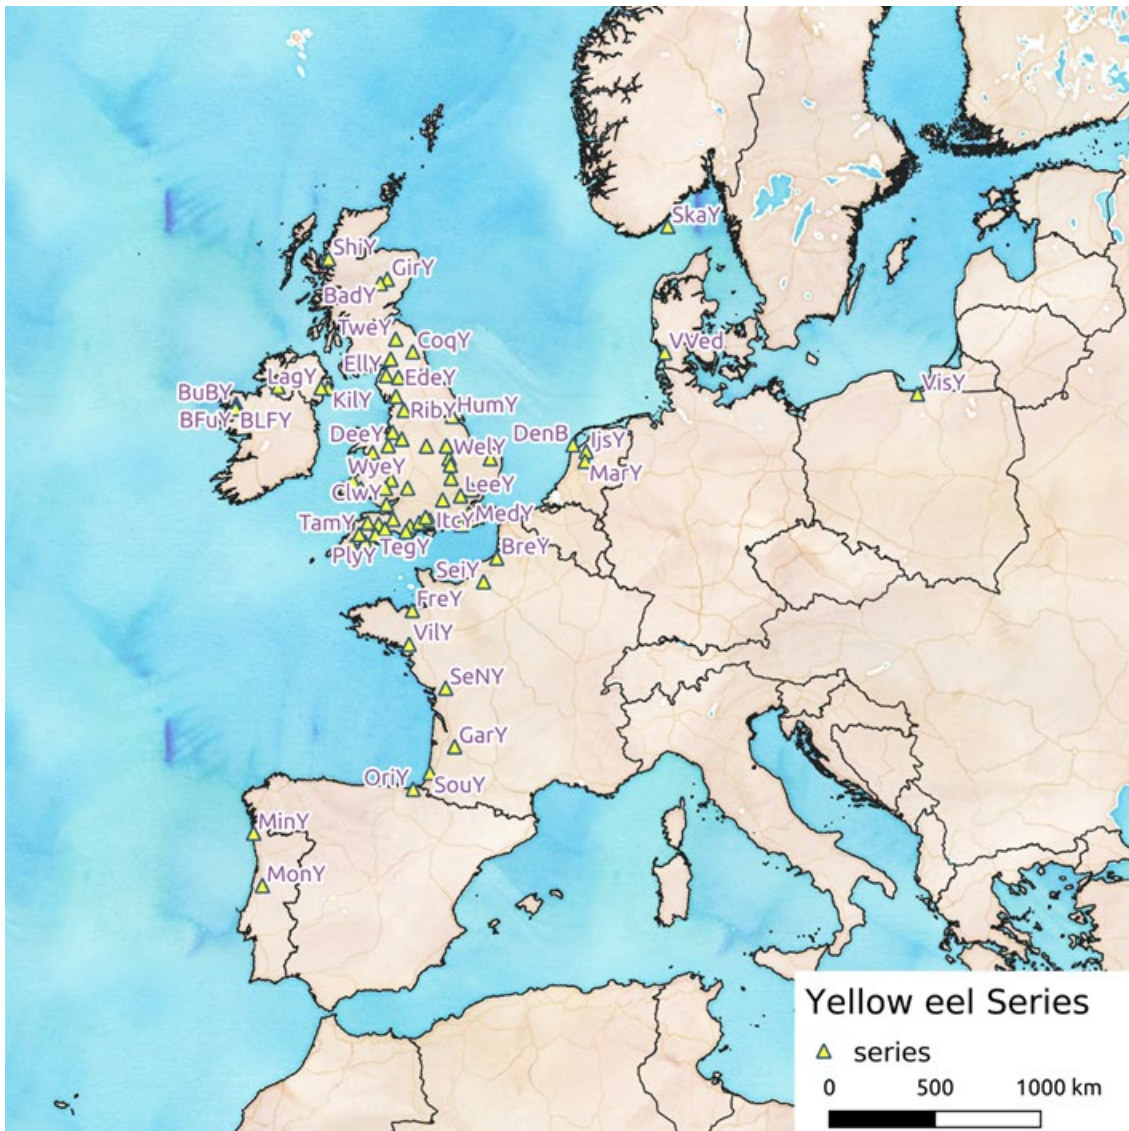 SkaY
ShiY
GirY
BadY
TweY
CoqY
VVed
EllY
LagY
EdeY
VisY
BuBY
KilY
RibY
HumY
BFuY
BLFY
DeeY
WelY
DenB
IjsY
MarY
WyeY
ClwY
LeeY
TamY
ItcY
MedY
PlyY
TegY
BreY
SeiY
FreY
VilY
SeNY
GarY
OriY
SouY
MinY
MonY
Yellow eel Series
series
0 500 1000 km